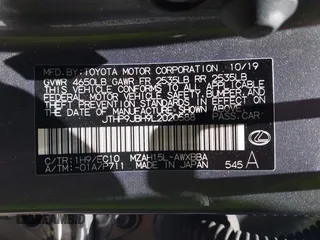 MFD.BY: TOYOTA MOTOR CORPORATION 10/19
GVWR 4650LB GAWR FR 2535LB RR 2535LB
THIS VEHICLE CONFORMS TO ALL APPLICABLE
FEDERAL MOTOR VEHICLE SAFETY, BUMPER, AND
THEFT PREVENTION STANDARDS IN EFFECT ON
THE DATE OF MANUFACTURE SHOWN ABOVE.
PASS.CAR
C/TR: 1H9/EC10 MZAH15L-AWXBBA
A/TM: -01A/P711 MADE IN JAPAN 545 A